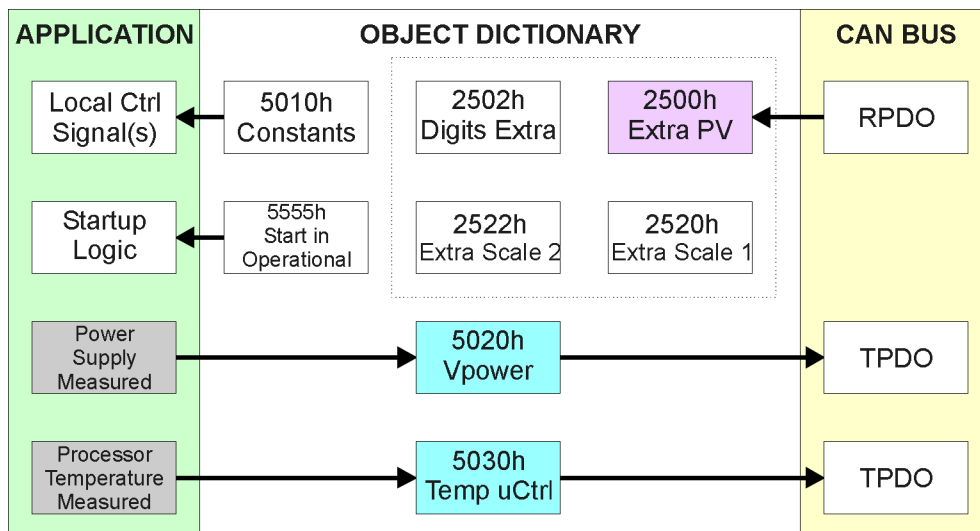 APPLICATION
OBJECT DICTIONARY
CAN BUS
Local Ctrl
Signal(s)
5010h
Constants
2502h
Digits Extra
2500h
Extra PV
RPDO
Startup
Logic
5555h
Start in
Operational
2522h
Extra Scale 2
2520h
Extra Scale 1
Power
Supply
Measured
5020h
Vpower
TPDO
Processor
Temperature
Measured
5030h
Temp uCtrl
TPDO